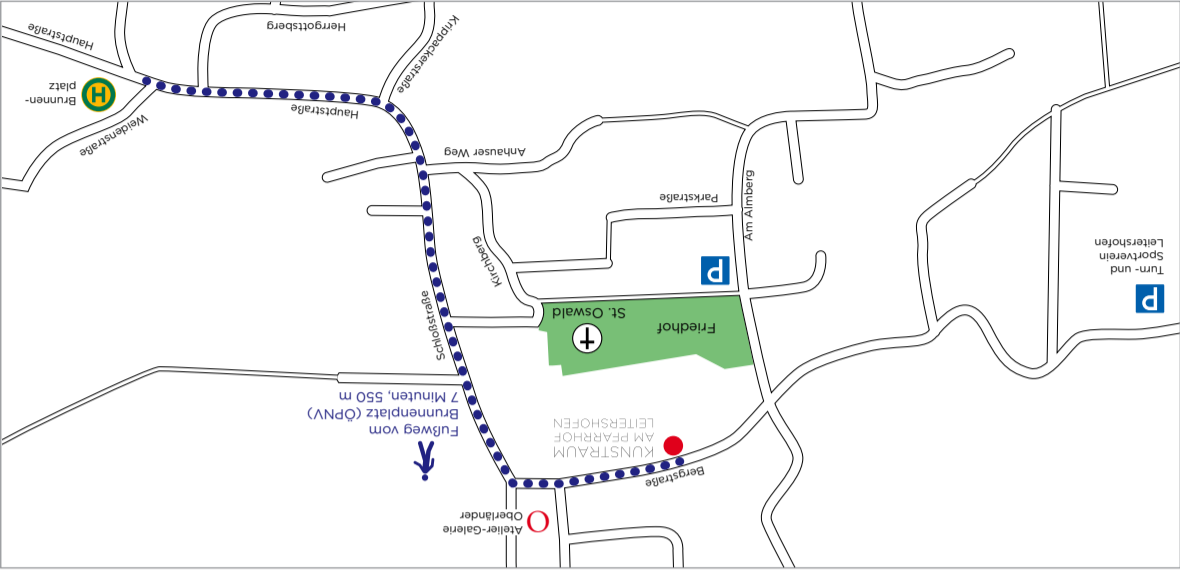 Atelier-Galerie
Oberländer
O
Bergstraße
KUNSTRAUM
AM PFARRHOF
LEITERSHOFEN
Fußweg vom
Brunnenplatz (ÖPNV)
7 Minuten, 550 m
Friedhof
St. Oswald
Schloßstraße
P
Turn- und
Sportverein
Leitershofen
P
Kirchberg
Am Almberg
Parkstraße
Anhauser Weg
Weidenstraße
Hauptstraße
H
Brunnen-
platz
Krippackerstraße
Hauptstraße
Herrgottsberg